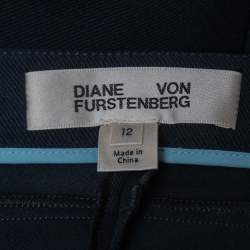 DIANE VON
FURSTENBERG
12
Made in
China